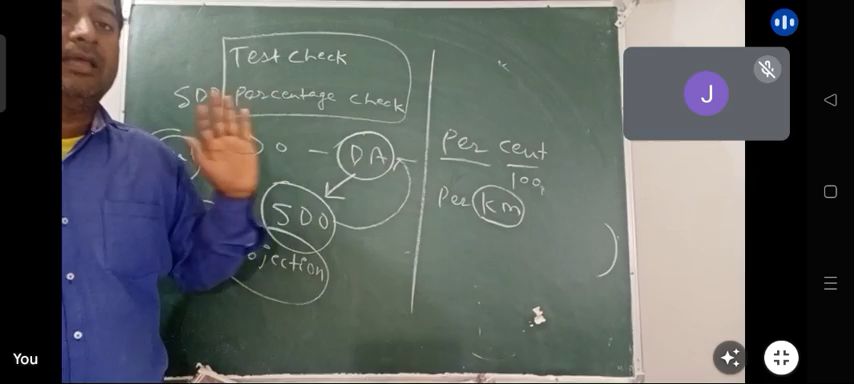 Test Check
SDO Percentage Check
O - DA
SDO
ojection
Per cent
100
Per km
J
You